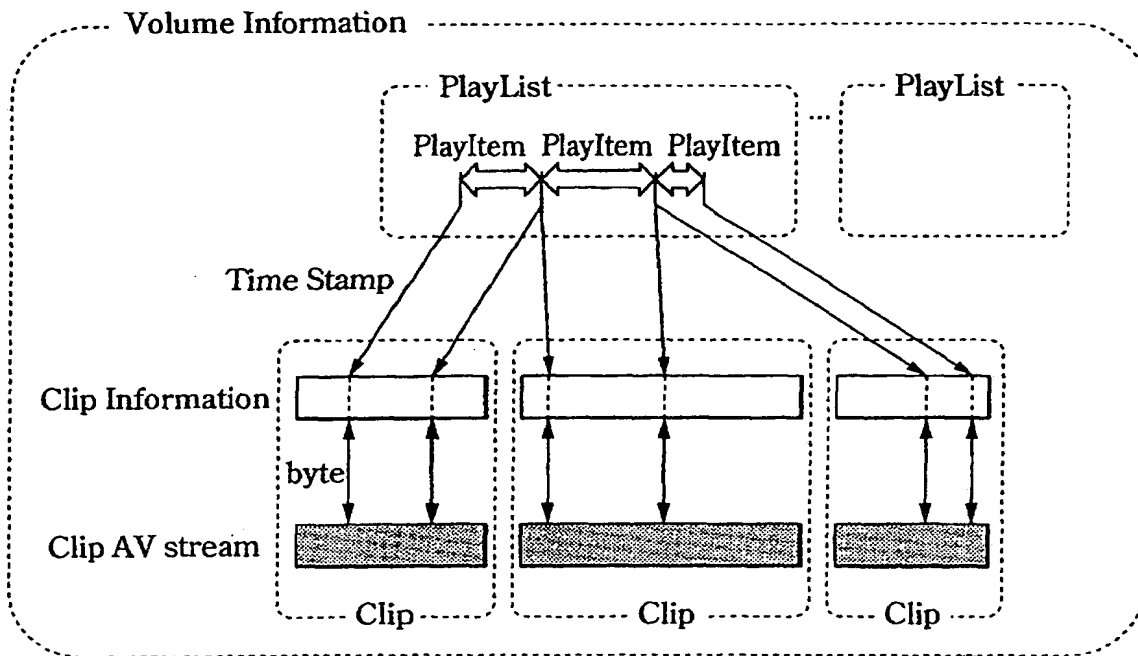 Volume Information
PlayList
PlayList
...
PlayItem PlayItem PlayItem
Time Stamp
Clip Information
byte
Clip AV stream
Clip
Clip
Clip